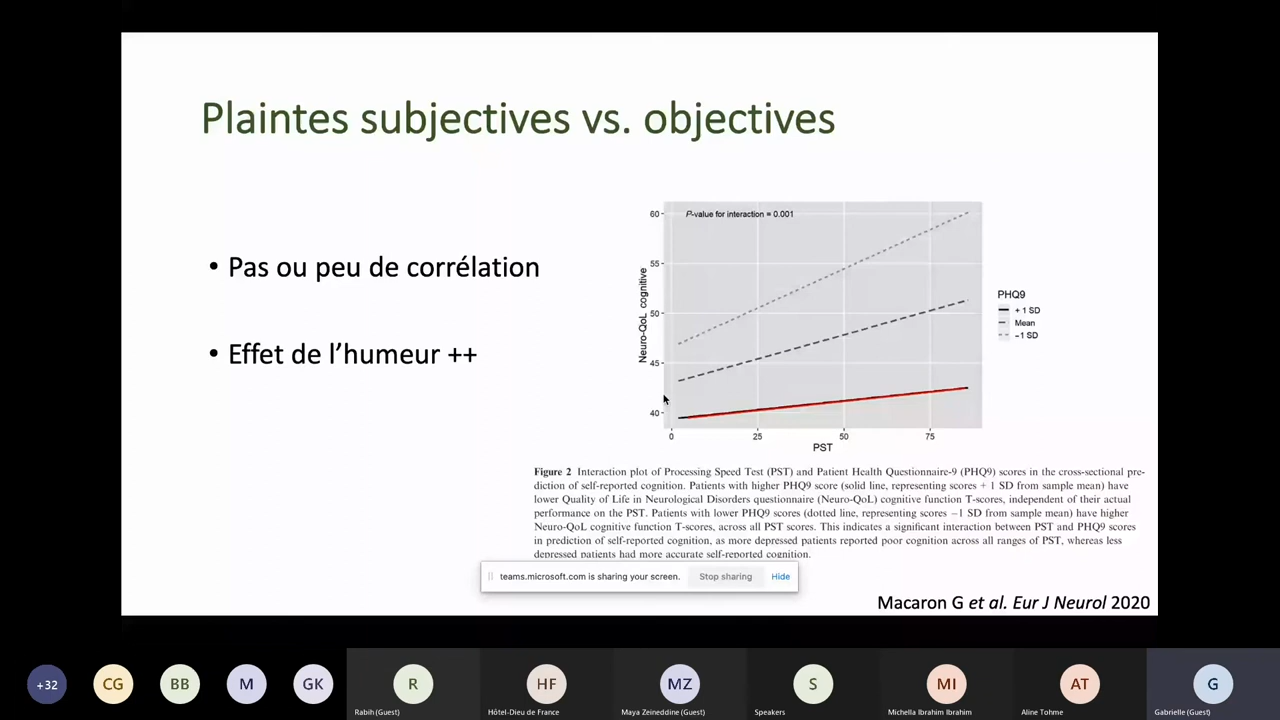 Plaintes subjectives vs. objectives
• Pas ou peu de corrélation
• Effet de l'humeur ++
P-value for interaction = 0.001
60
55
50
45
40
Neuro-QoL cognitive
0
25
50
75
PST
PHQ9
+ 1 SD
Mean
−1 SD
Figure 2 Interaction plot of Processing Speed Test (PST) and Patient Health Questionnaire-9 (PHQ9) scores in the cross-sectional pre-
diction of self-reported cognition. Patients with higher PHQ9 score (solid line, representing scores + 1 SD from sample mean) have
lower Quality of Life in Neurological Disorders questionnaire (Neuro-QoL) cognitive function T-scores, independent of their actual
performance on the PST. Patients with lower PHQ9 scores (dotted line, representing scores −1 SD from sample mean) have higher
Neuro-QoL cognitive function T-scores, across all PST scores. This indicates a significant interaction between PST and PHQ9 scores
in prediction of self-reported cognition, as more depressed patients reported poor cognition across all ranges of PST, whereas less
depressed patients had more accurate self-reported cognition.
teams.microsoft.com is sharing your screen.
Stop sharing
Hide
Macaron G et al. Eur J Neurol 2020
+32
CG
BB
M
GK
R
HF
MZ
S
MI
AT
G
Rabih (Guest)
Hôtel-Dieu de France
Maya Zeineddine (Guest)
Speakers
Michella Ibrahim Ibrahim
Aline Tohme
Gabrielle (Guest)